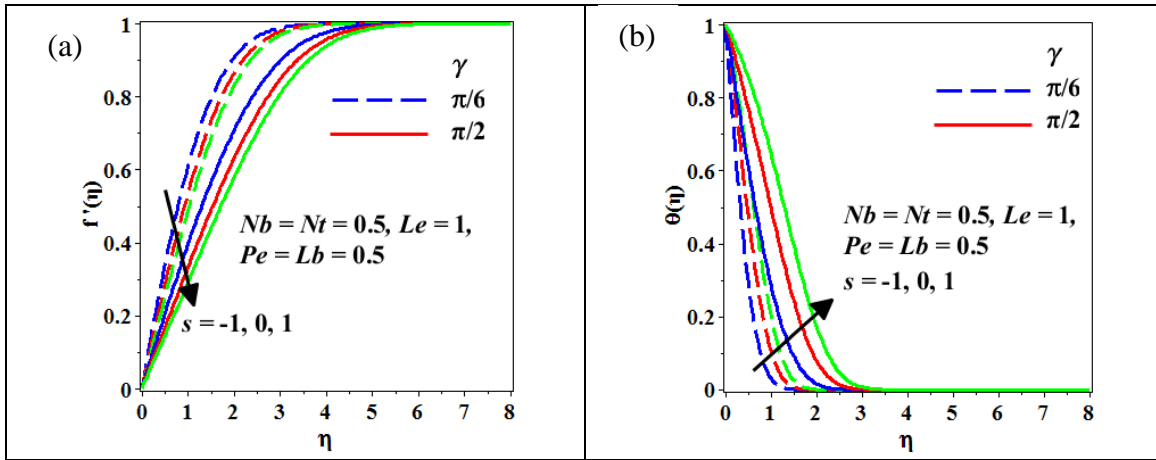 (a)
1
0.8
0.6
0.4
0.2
0
f '(η)
γ
π/6
π/2
Nb = Nt = 0.5, Le = 1,
Pe = Lb = 0.5
s = -1, 0, 1
0 1 2 3 4 5 6 7 8
η
(b)
1
0.8
0.6
0.4
0.2
0
θ(η)
γ
π/6
π/2
Nb = Nt = 0.5, Le = 1,
Pe = Lb = 0.5
s = -1, 0, 1
0 1 2 3 4 5 6 7 8
η